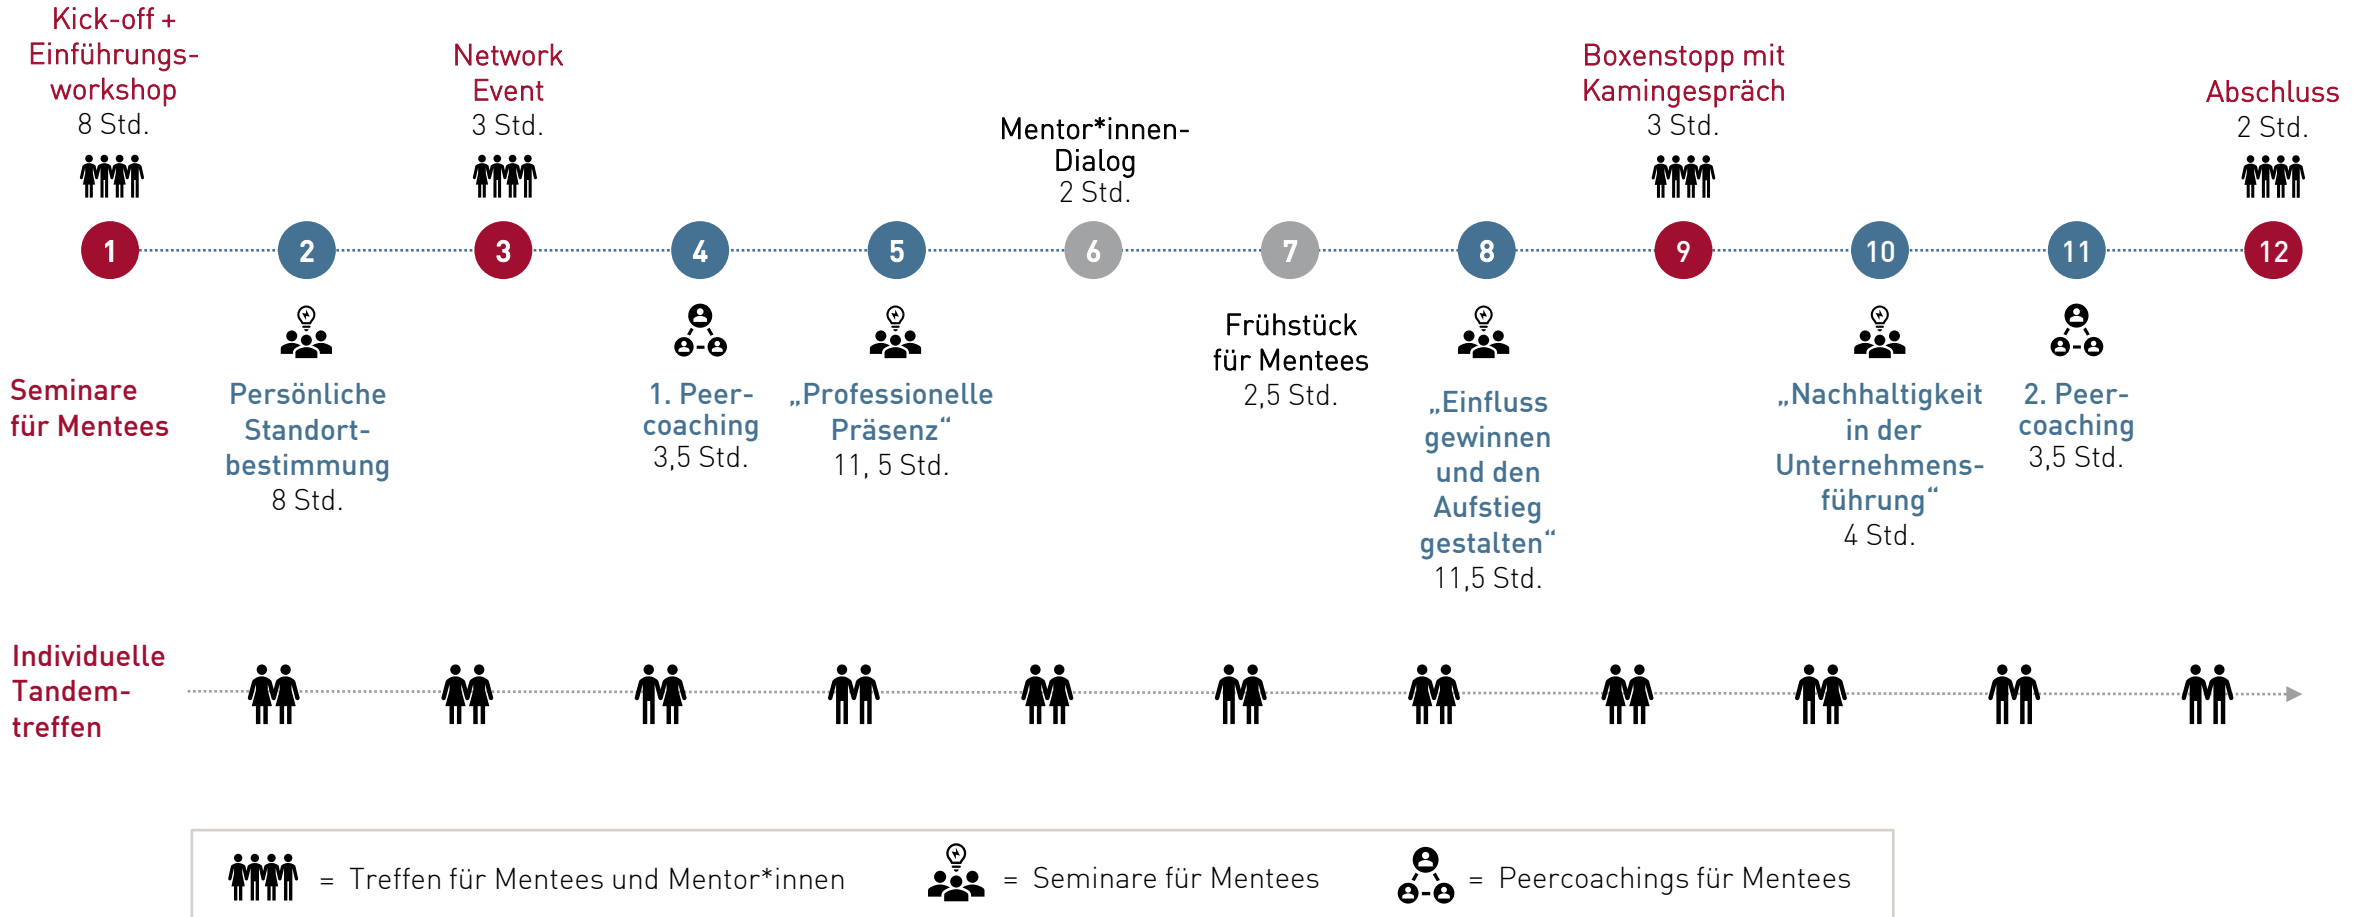 Kick-off +
Einführungs-
workshop
8 Std.
Network
Event
3 Std.
Mentor*innen-
Dialog
2 Std.
Boxenstopp mit
Kamingespräch
3 Std.
Abschluss
2 Std.
1
2
3
4
5
6
7
8
9
10
11
12
Seminare
für Mentees
Persönliche
Standort-
bestimmung
8 Std.
1. Peer-
coaching
3,5 Std.
„Professionelle
Präsenz“
11, 5 Std.
Frühstück
für Mentees
2,5 Std.
„Einfluss
gewinnen
und den
Aufstieg
gestalten“
11,5 Std.
„Nachhaltigkeit
in der
Unternehmens-
führung“
4 Std.
2. Peer-
coaching
3,5 Std.
Individuelle
Tandem-
treffen
= Treffen für Mentees und Mentor*innen
= Seminare für Mentees
= Peercoachings für Mentees